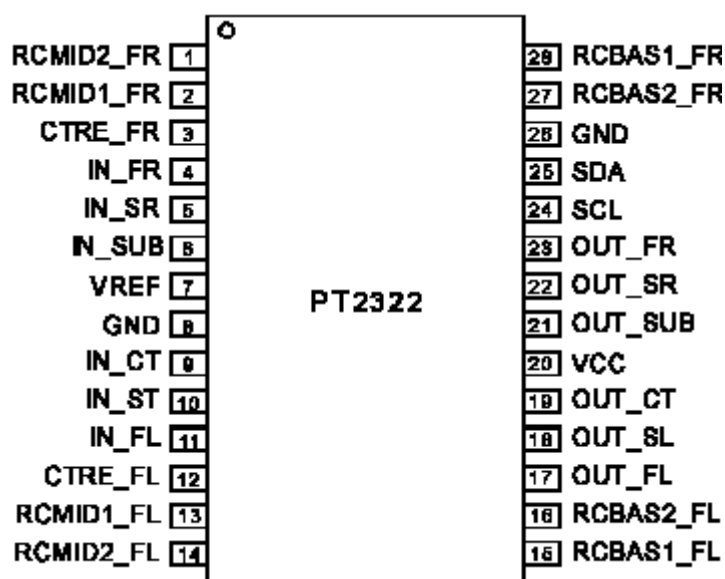 RCMID2_FR 1
RCMID1_FR 2
CTRE_FR 3
IN_FR 4
IN_SR 5
IN_SUB 6
VREF 7
GND 8
IN_CT 9
IN_ST 10
IN_FL 11
CTRE_FL 12
RCMID1_FL 13
RCMID2_FL 14
PT2322
28 RCBAS1_FR
27 RCBAS2_FR
26 GND
25 SDA
24 SCL
23 OUT_FR
22 OUT_SR
21 OUT_SUB
20 VCC
19 OUT_CT
18 OUT_SL
17 OUT_FL
16 RCBAS2_FL
15 RCBAS1_FL